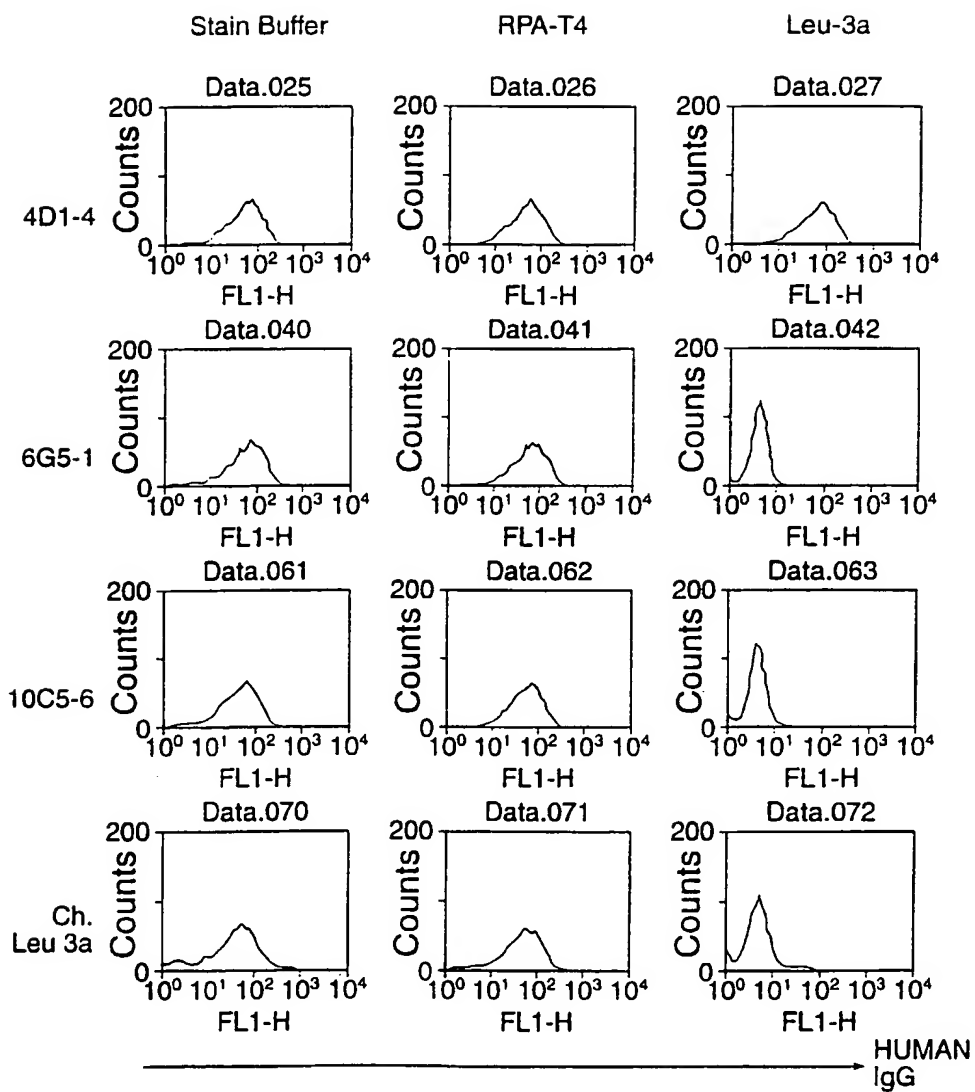 Stain Buffer RPA-T4 Leu-3a
Data.025 Data.026 Data.027
200 200 200
Counts Counts Counts
4D1-4
0 0 0
10⁰ 10¹ 10² 10³ 10⁴ 10⁰ 10¹ 10² 10³ 10⁴ 10⁰ 10¹ 10² 10³ 10⁴
FL1-H FL1-H FL1-H
Data.040 Data.041 Data.042
200 200 200
Counts Counts Counts
6G5-1
0 0 0
10⁰ 10¹ 10² 10³ 10⁴ 10⁰ 10¹ 10² 10³ 10⁴ 10⁰ 10¹ 10² 10³ 10⁴
FL1-H FL1-H FL1-H
Data.061 Data.062 Data.063
200 200 200
Counts Counts Counts
10C5-6
0 0 0
10⁰ 10¹ 10² 10³ 10⁴ 10⁰ 10¹ 10² 10³ 10⁴ 10⁰ 10¹ 10² 10³ 10⁴
FL1-H FL1-H FL1-H
Data.070 Data.071 Data.072
200 200 200
Counts Counts Counts
Ch.
Leu 3a
0 0 0
10⁰ 10¹ 10² 10³ 10⁴ 10⁰ 10¹ 10² 10³ 10⁴ 10⁰ 10¹ 10² 10³ 10⁴
FL1-H FL1-H FL1-H
HUMAN
IgG